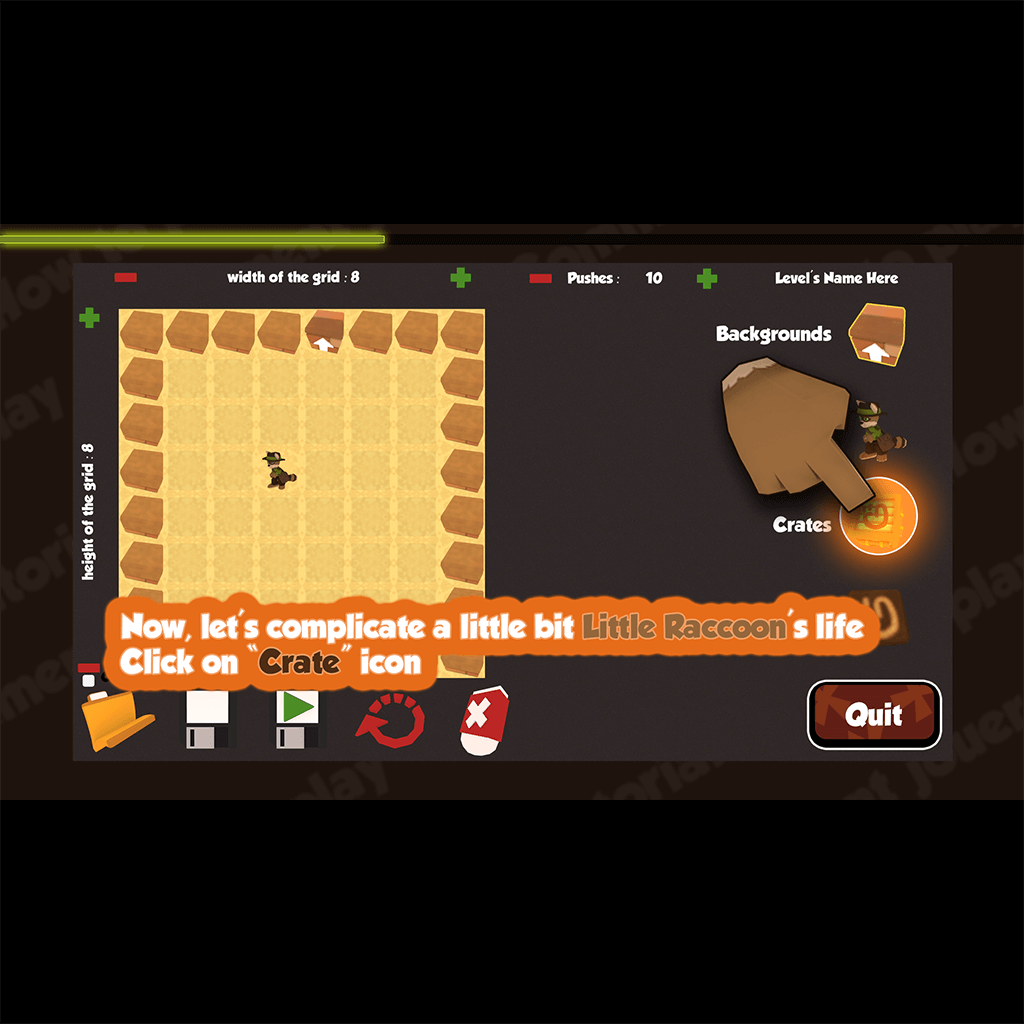 width of the grid : 8
Pushes : 10
Level's Name Here
Backgrounds
height of the grid : 8
Crates
Now, let's complicate a little bit Little Raccoon's life
Click on "Crate" icon
Quit